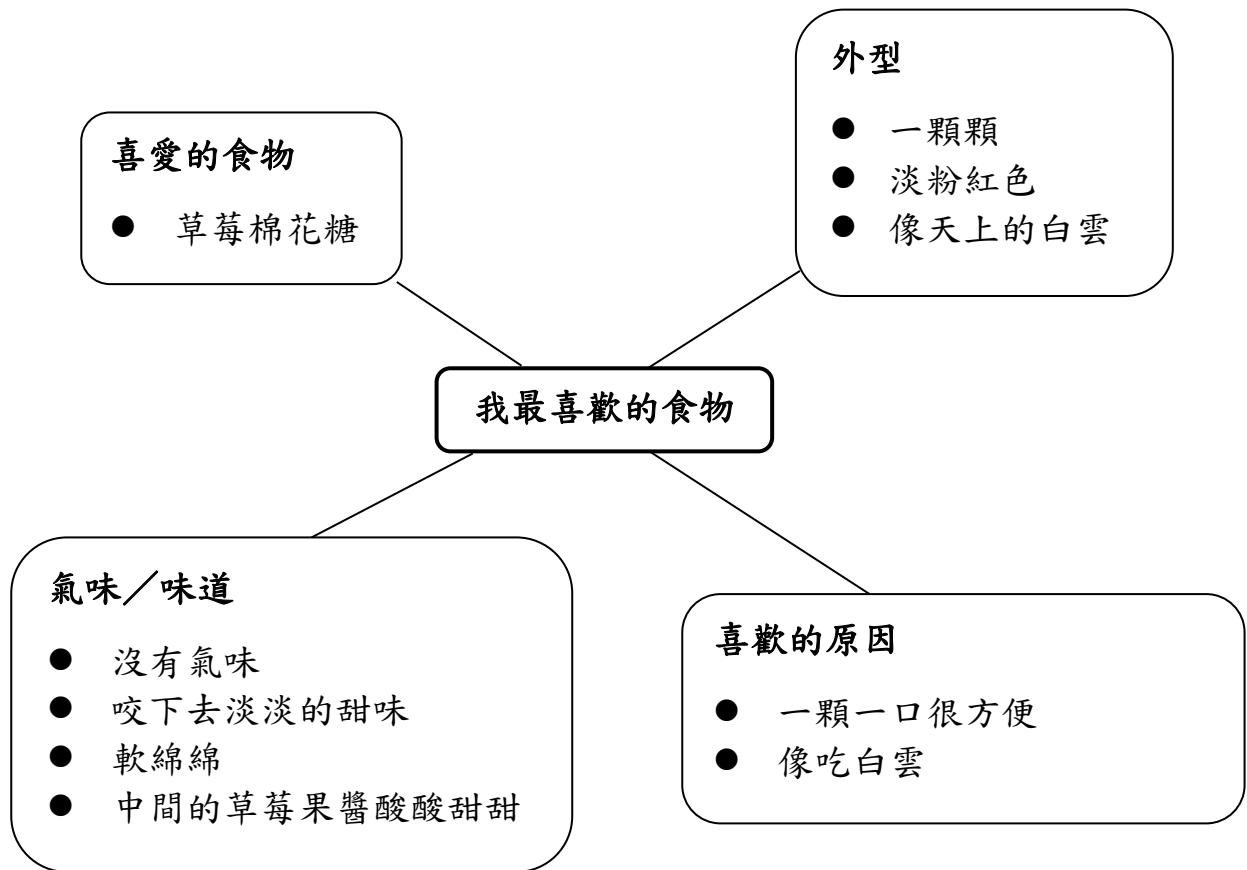 喜愛的食物
● 草莓棉花糖
外型
● 一顆顆
● 淡粉紅色
● 像天上的白雲
我最喜歡的食物
氣味／味道
● 沒有氣味
● 咬下去淡淡的甜味
● 軟綿綿
● 中間的草莓果醬酸酸甜甜
喜歡的原因
● 一顆一口很方便
● 像吃白雲